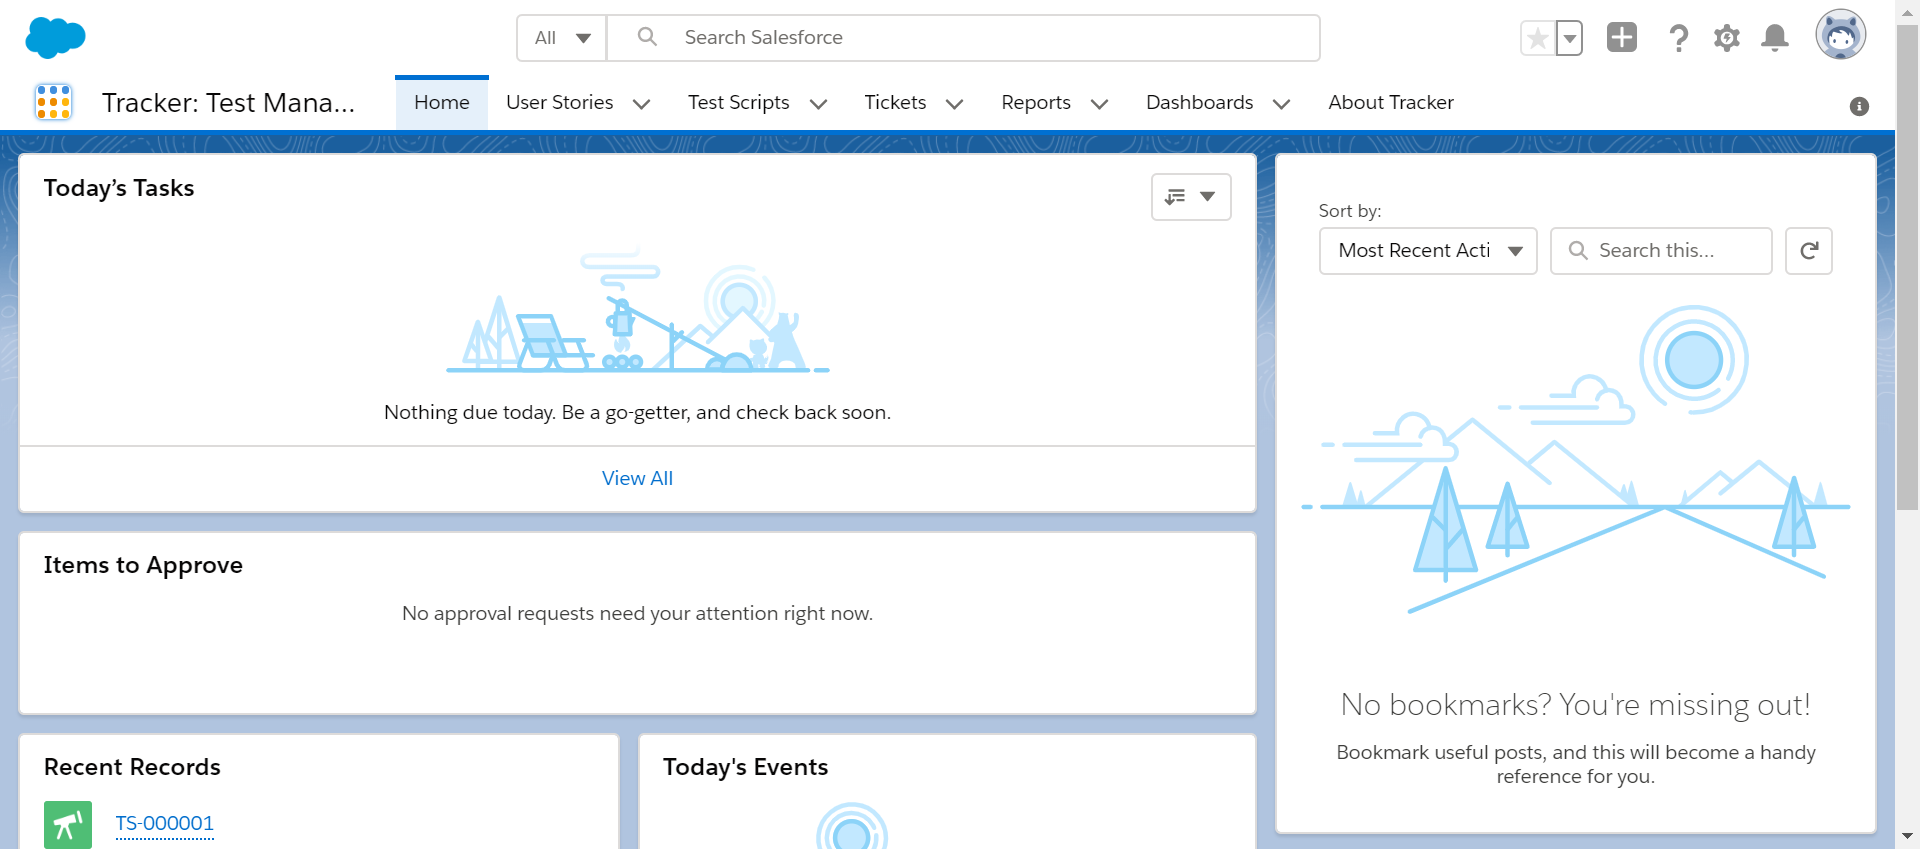 All
Search Salesforce
Tracker: Test Mana...
Home
User Stories
Test Scripts
Tickets
Reports
Dashboards
About Tracker
Today’s Tasks
Nothing due today. Be a go-getter, and check back soon.
View All
Items to Approve
No approval requests need your attention right now.
Recent Records
TS-000001
Today's Events
Sort by:
Most Recent Acti
Search this...
No bookmarks? You're missing out!
Bookmark useful posts, and this will become a handy
reference for you.